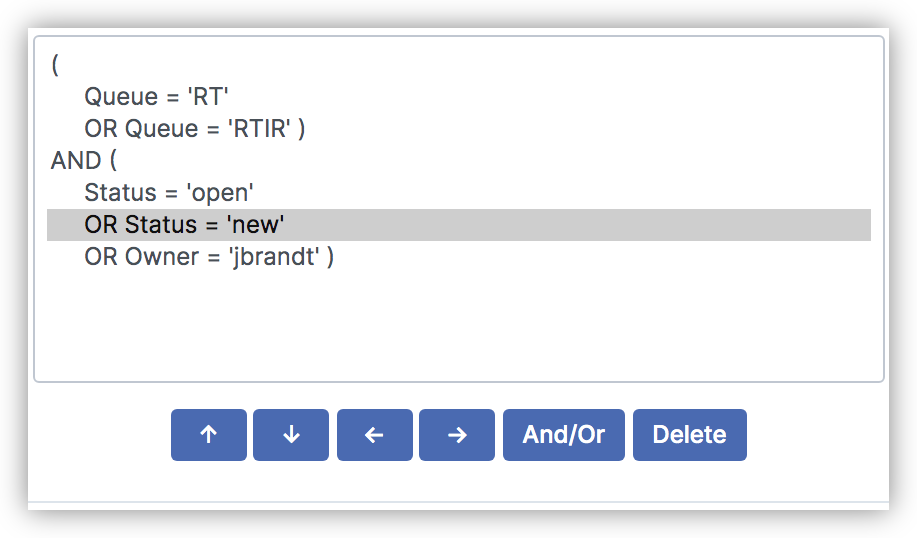 (
Queue = 'RT'
OR Queue = 'RTIR' )
AND (
Status = 'open'
OR Status = 'new'
OR Owner = 'jbrandt' )
↑ ↓ ← → And/Or Delete